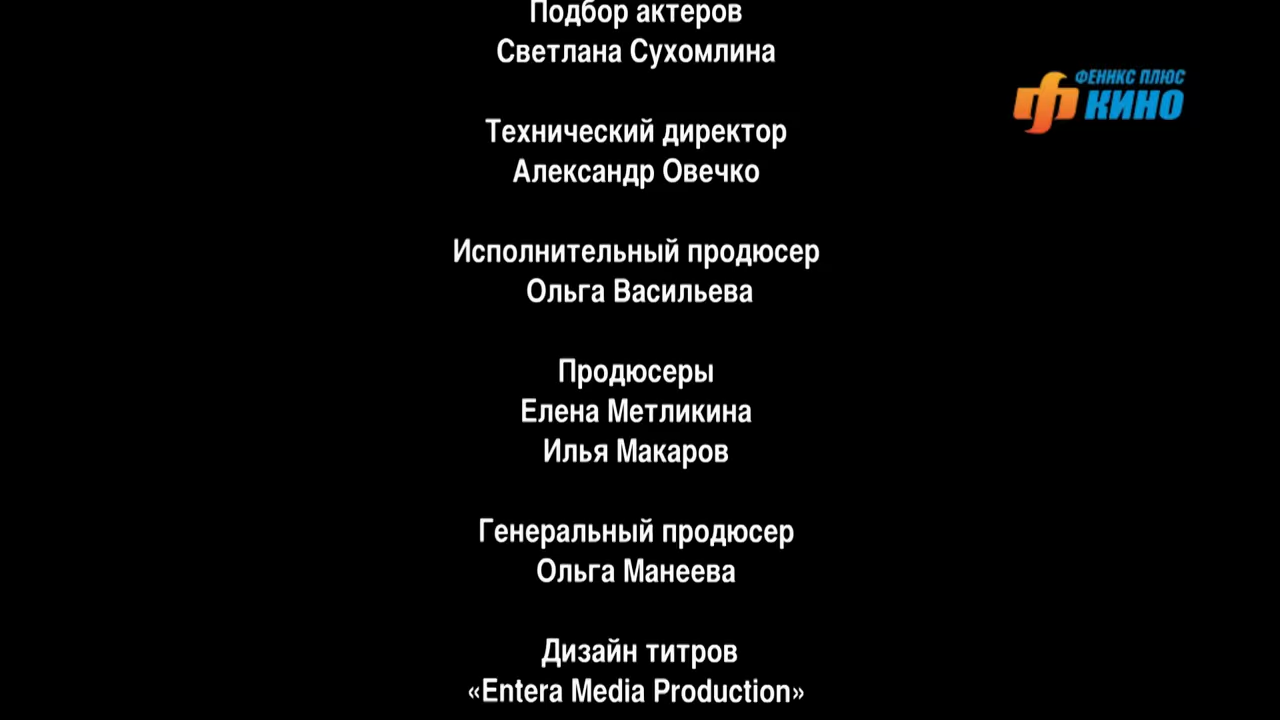 Подбор актеров
Светлана Сухомлина
ФЕНИКС ПЛЮС
КИНО
Технический директор
Александр Овечко
Исполнительный продюсер
Ольга Васильева
Продюсеры
Елена Метликина
Илья Макаров
Генеральный продюсер
Ольга Манеева
Дизайн титров
«Entera Media Production»